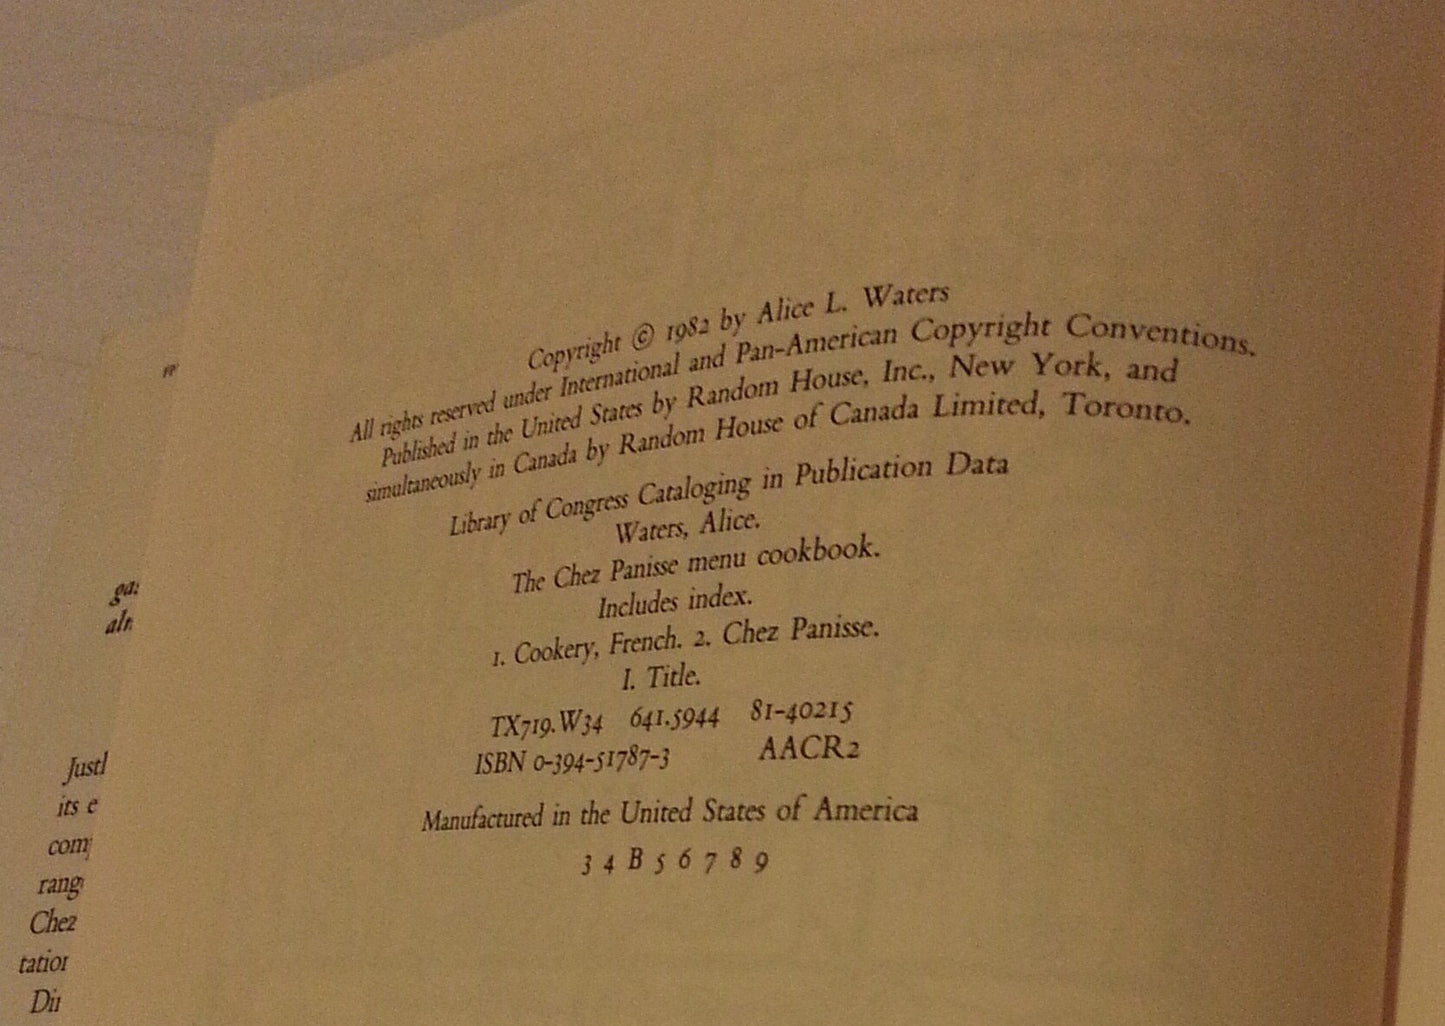 Copyright © 1982 by Alice L. Waters
All rights reserved under International and Pan-American Copyright Conventions.
Published in the United States by Random House, Inc., New York, and
simultaneously in Canada by Random House of Canada Limited, Toronto.
Library of Congress Cataloging in Publication Data
Waters, Alice.
The Chez Panisse menu cookbook.
Includes index.
1. Cookery, French. 2. Chez Panisse.
I. Title.
TX719.W34 641.5944 81-40215
ISBN 0-394-51787-3 AACR2
Manufactured in the United States of America
3 4 B 5 6 7 8 9
its e
Chez